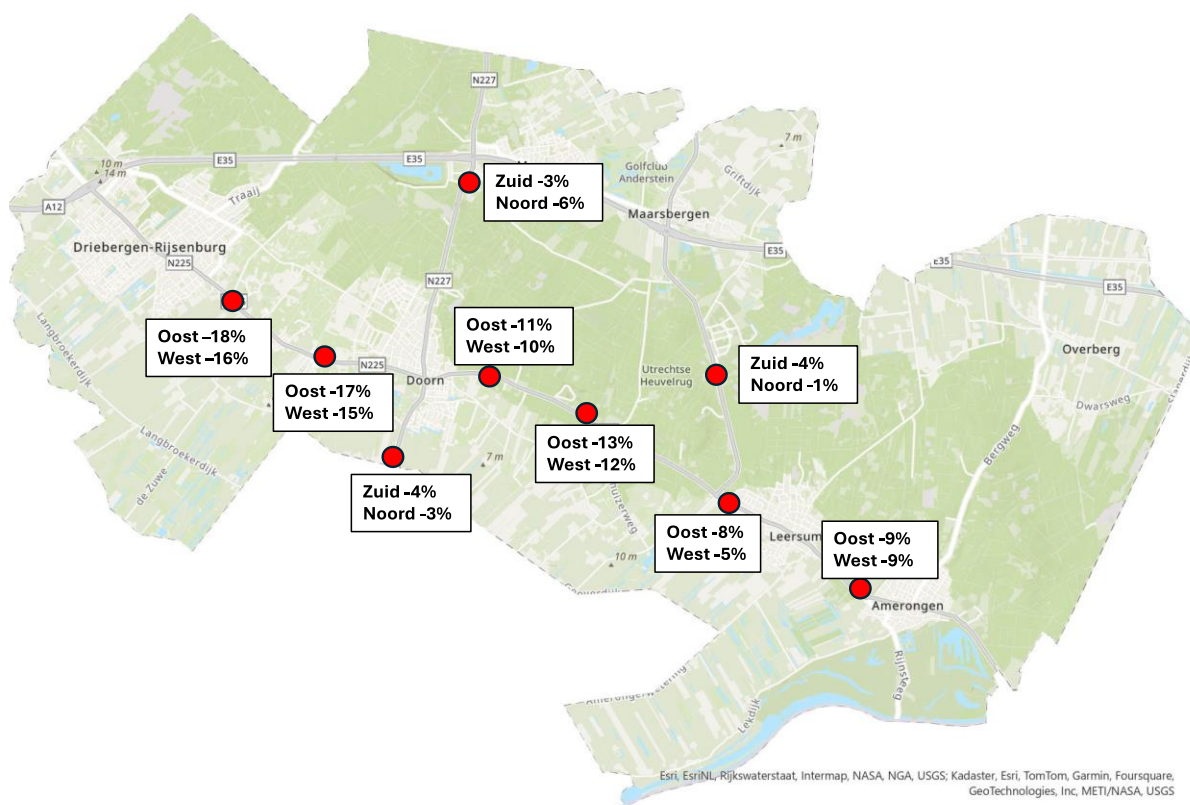 N227
7 m
E35
E35
Golfclub
Anderstein
Griftdijk
10 m
14 m
Traaij
Zuid -3%
Noord -6%
A12
Maarsbergen
Driebergen-Rijsenburg
N225
N227
E35
E35
E35
Langbroekerdijk
Oost –18%
West –16%
Oost -11%
West -10%
Overberg
N225
Doorn
Utrechtse
Heuvelrug
Zuid -4%
Noord -1%
Oost -17%
West -15%
Dwarsweg
Langbroekerdijk
de Zuwe
Oost -13%
West -12%
Bergweg
7 m
Zuid -4%
Noord -3%
Leersum
Oost -8%
West -5%
Oost -9%
West -9%
10 m
Amerongen
Rijnsteeg
Amerongerwetering
Lekdijk
Esri, EsriNL, Rijkswaterstaat, Intermap, NASA, NGA, USGS; Kadaster, Esri, TomTom, Garmin, Foursquare,
GeoTechnologies, Inc, METI/NASA, USGS